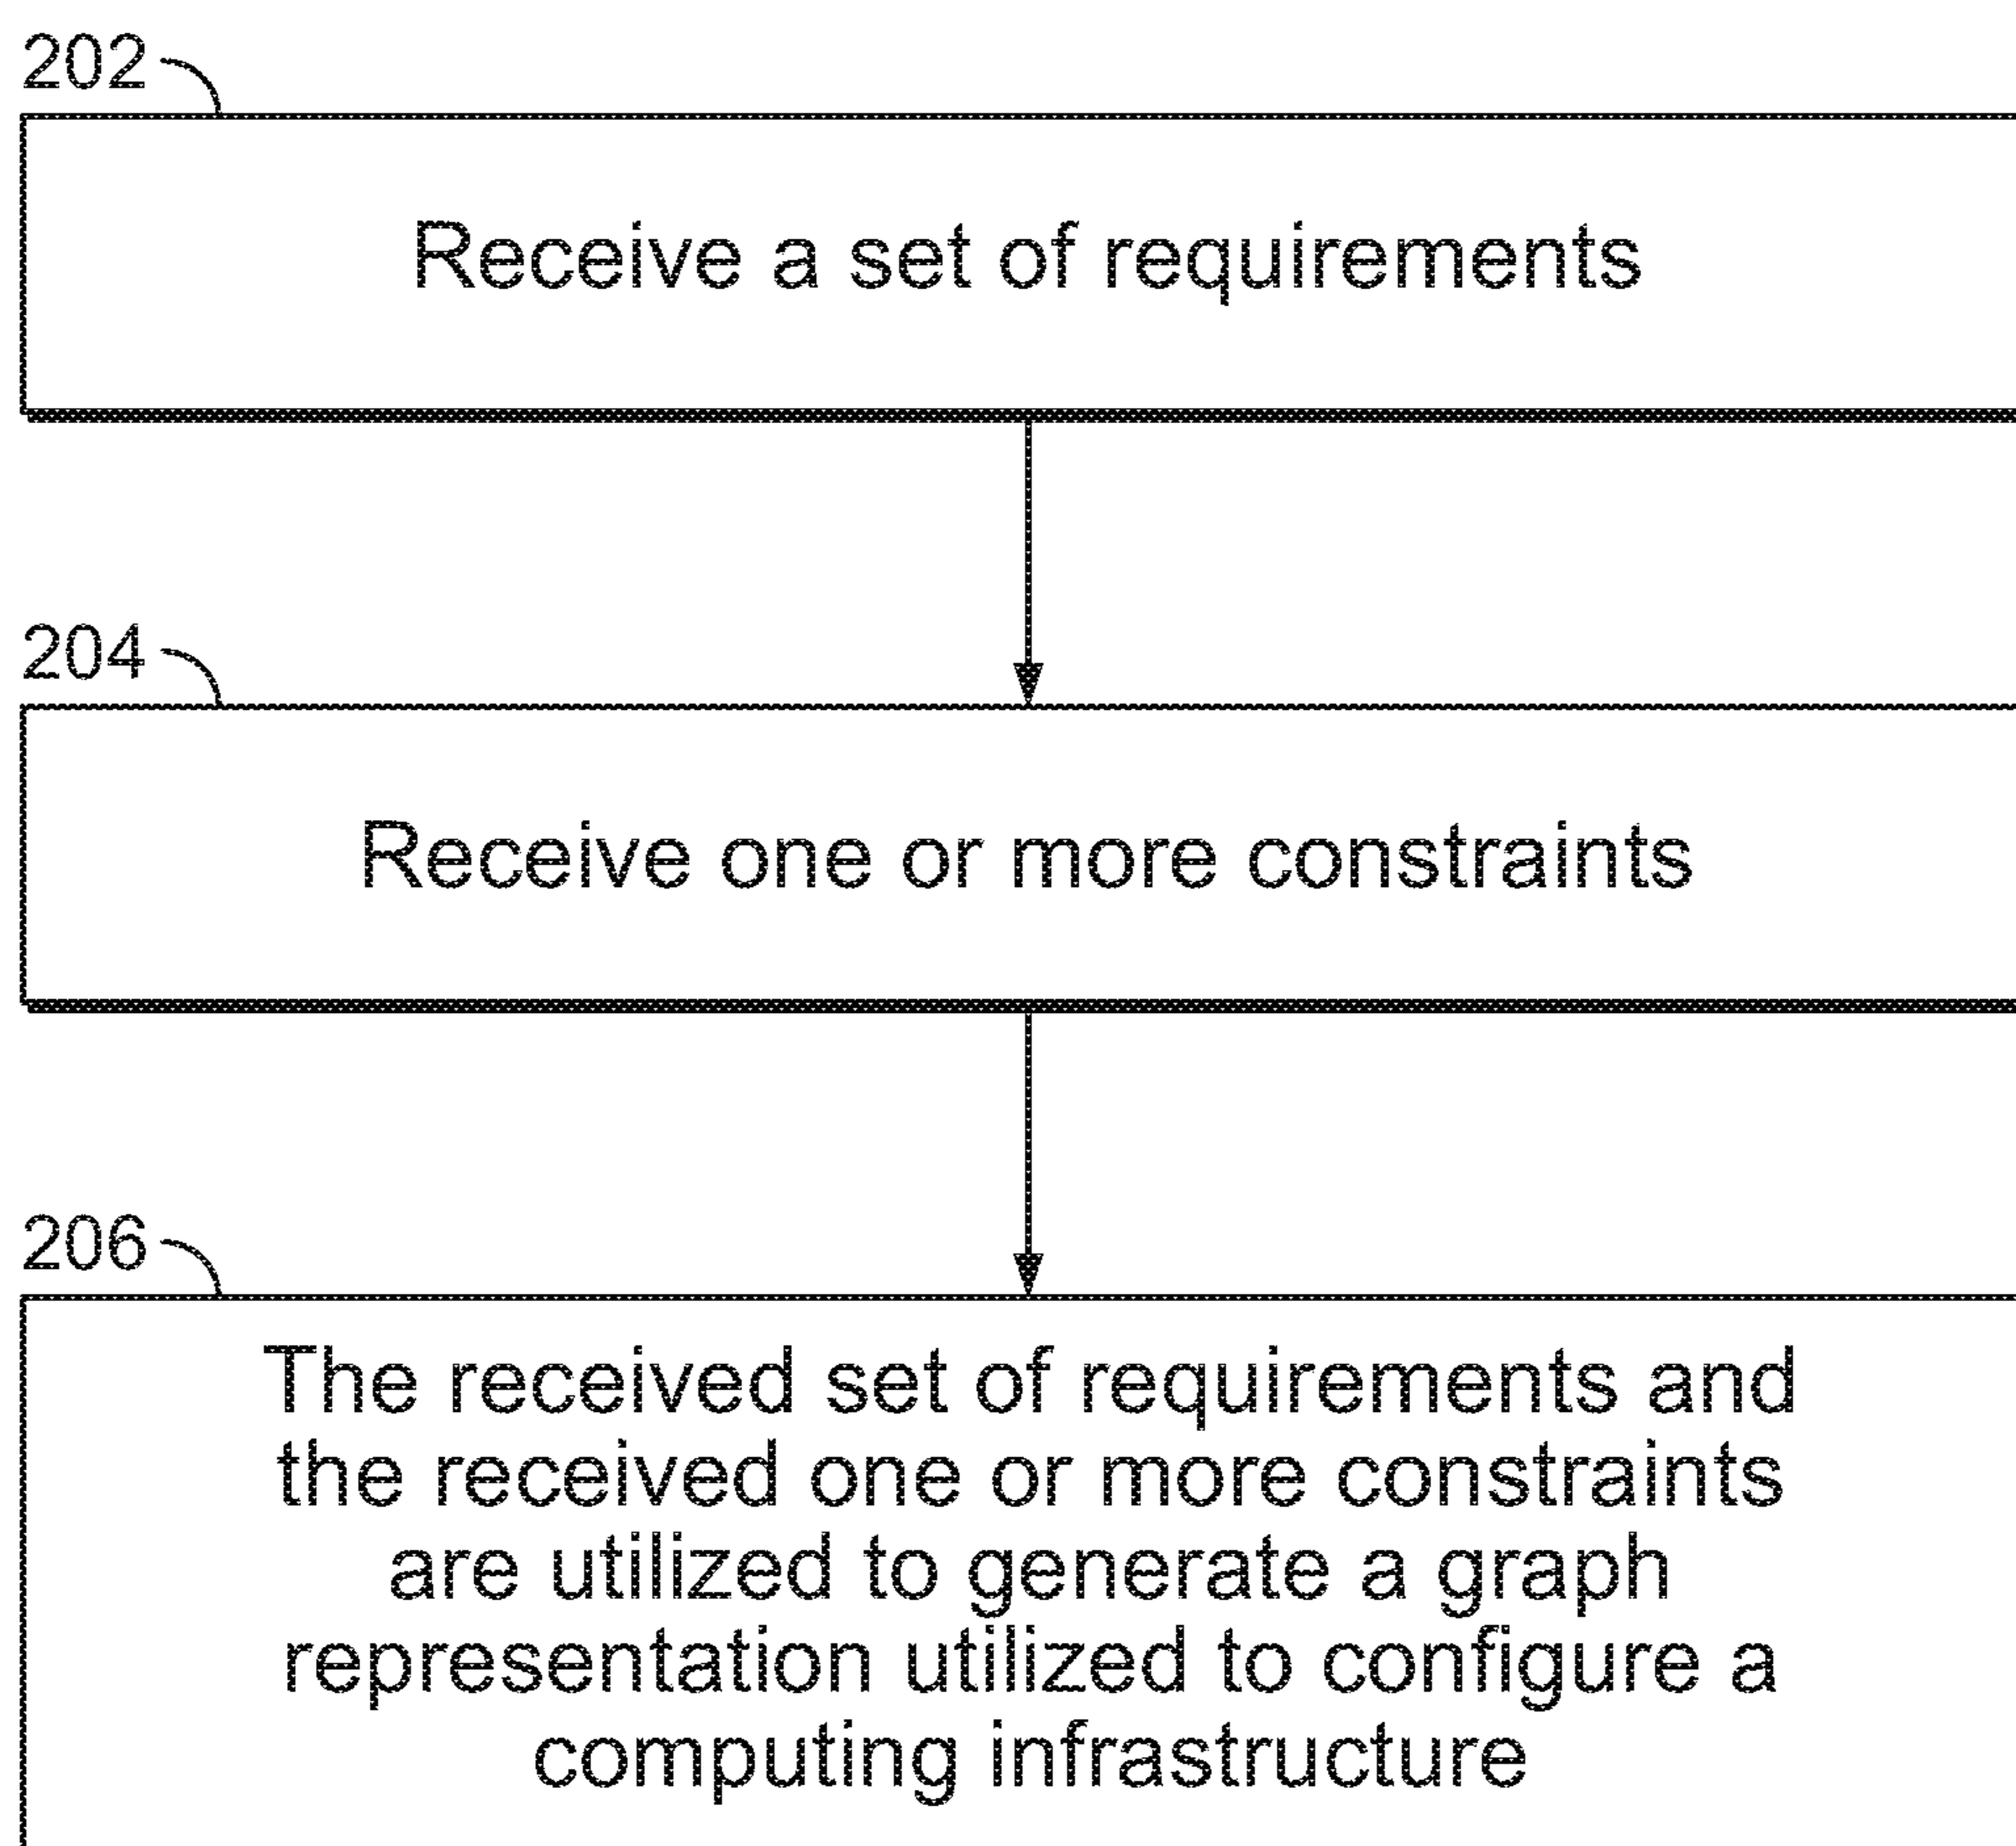 202
Receive a set of requirements
204
Receive one or more constraints
206
The received set of requirements and
the received one or more constraints
are utilized to generate a graph
representation utilized to configure a
computing infrastructure